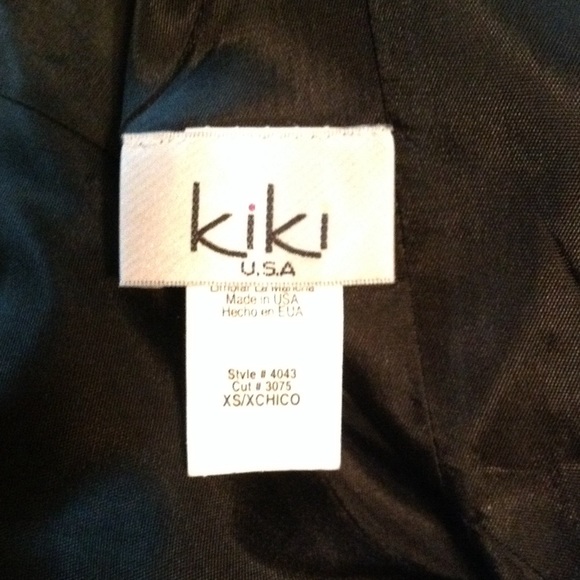 kiki
U.S.A
Made in USA
Hecho en EUA
Style # 4043
Cut # 3075
XS/XCHICO